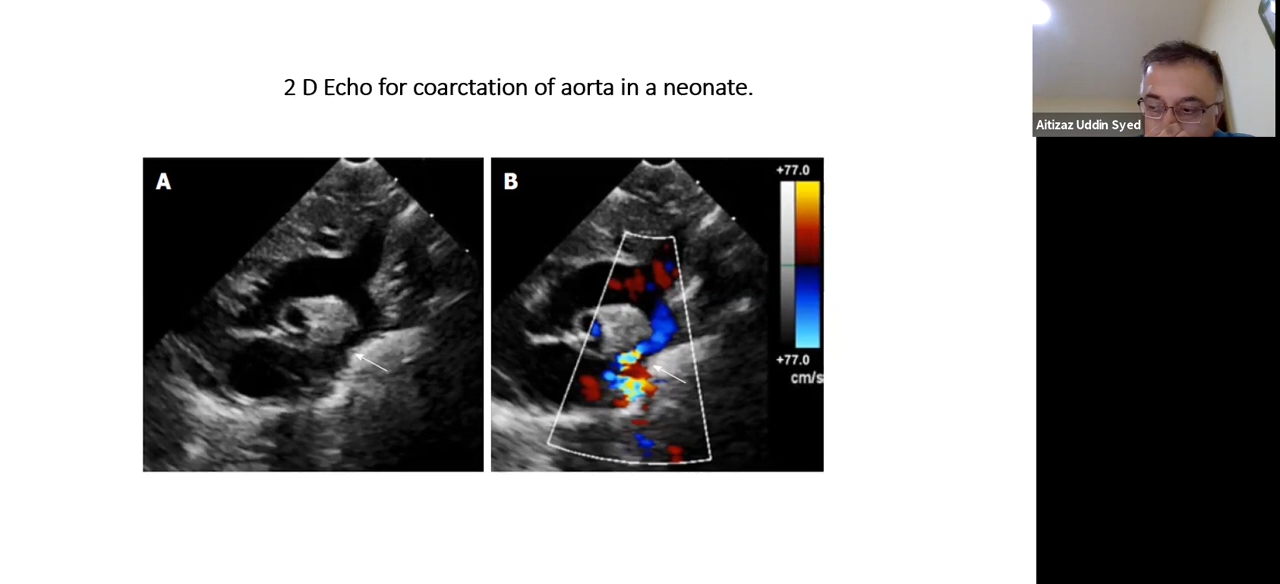 2 D Echo for coarctation of aorta in a neonate.
A
B
+77.0
+77.0
cm/s
Aitizaz Uddin Syed